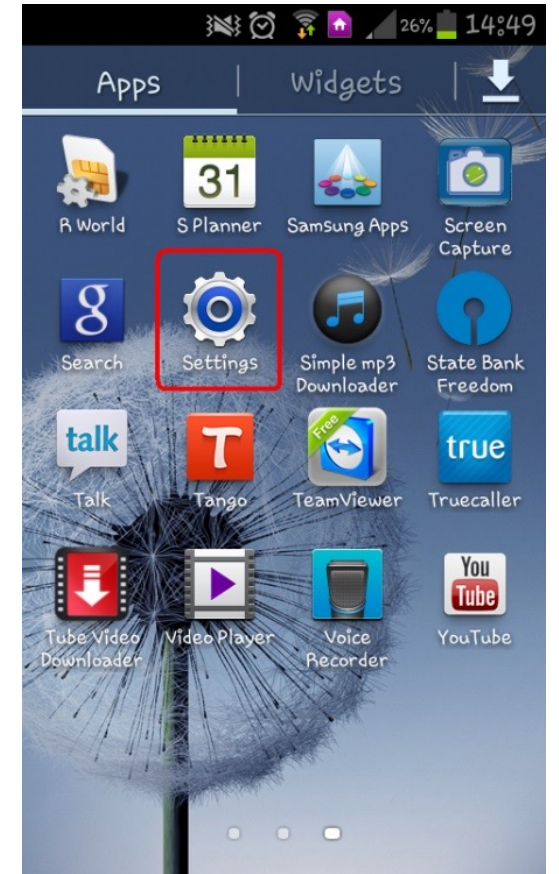 26% 14:49
Apps Widgets
31
R World S Planner Samsung Apps Screen
Capture
g
Search Settings Simple mp3 State Bank
Downloader Freedom
talk T Free true
Talk Tango TeamViewer Truecaller
You
Tube
Tube Video Video Player Voice YouTube
Downloader Recorder